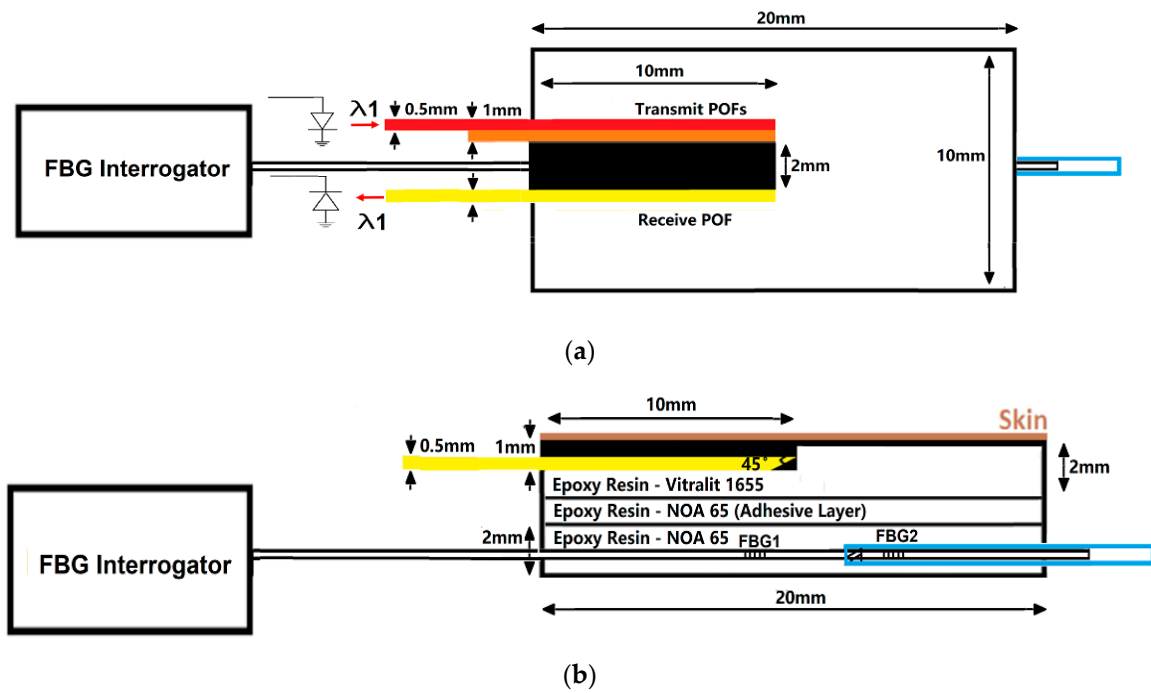 20mm
10mm
λ1
0.5mm
1mm
Transmit POFs
FBG Interrogator
2mm
10mm
λ1
Receive POF
(a)
10mm
Skin
0.5mm
1mm
45°
2mm
Epoxy Resin - Vitralit 1655
Epoxy Resin - NOA 65 (Adhesive Layer)
2mm
Epoxy Resin - NOA 65
FBG1
FBG2
FBG Interrogator
20mm
(b)